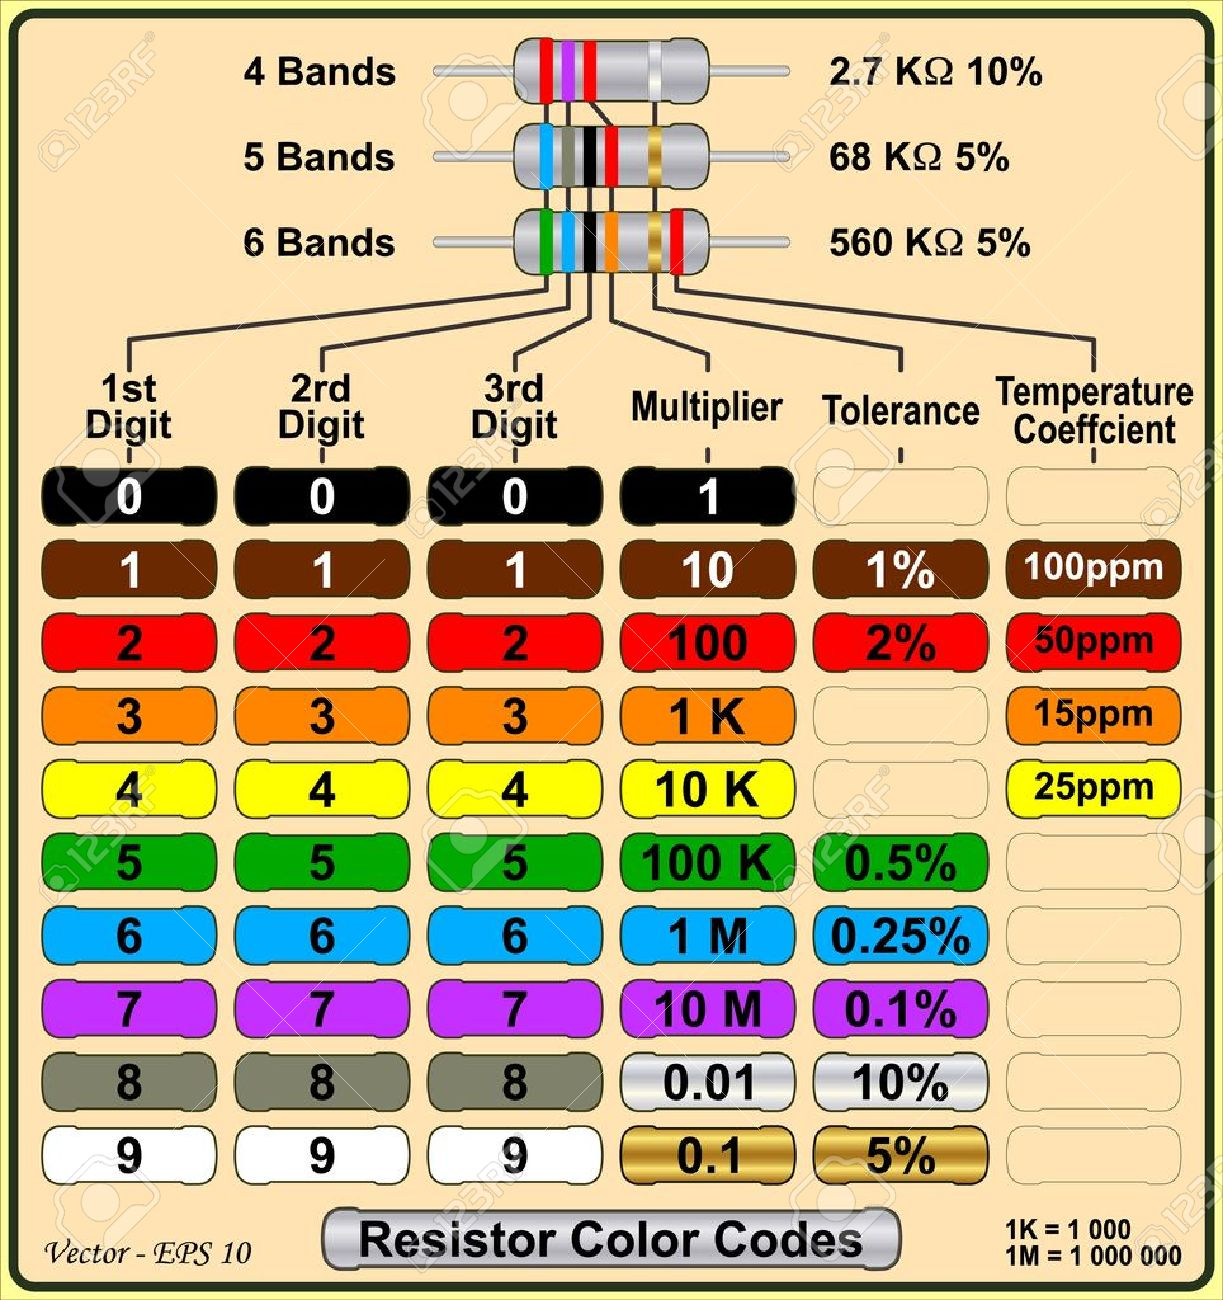 4 Bands 2.7 KΩ 10%
5 Bands 68 KΩ 5%
6 Bands 560 KΩ 5%
1st Digit
2rd Digit
3rd Digit
Multiplier
Tolerance
Temperature Coeffcient
0 0 0 1
1 1 1 10 1% 100ppm
2 2 2 100 2% 50ppm
3 3 3 1 K 15ppm
4 4 4 10 K 25ppm
5 5 5 100 K 0.5%
6 6 6 1 M 0.25%
7 7 7 10 M 0.1%
8 8 8 0.01 10%
9 9 9 0.1 5%
Vector - EPS 10
Resistor Color Codes
1K = 1 000
1M = 1 000 000
123RF